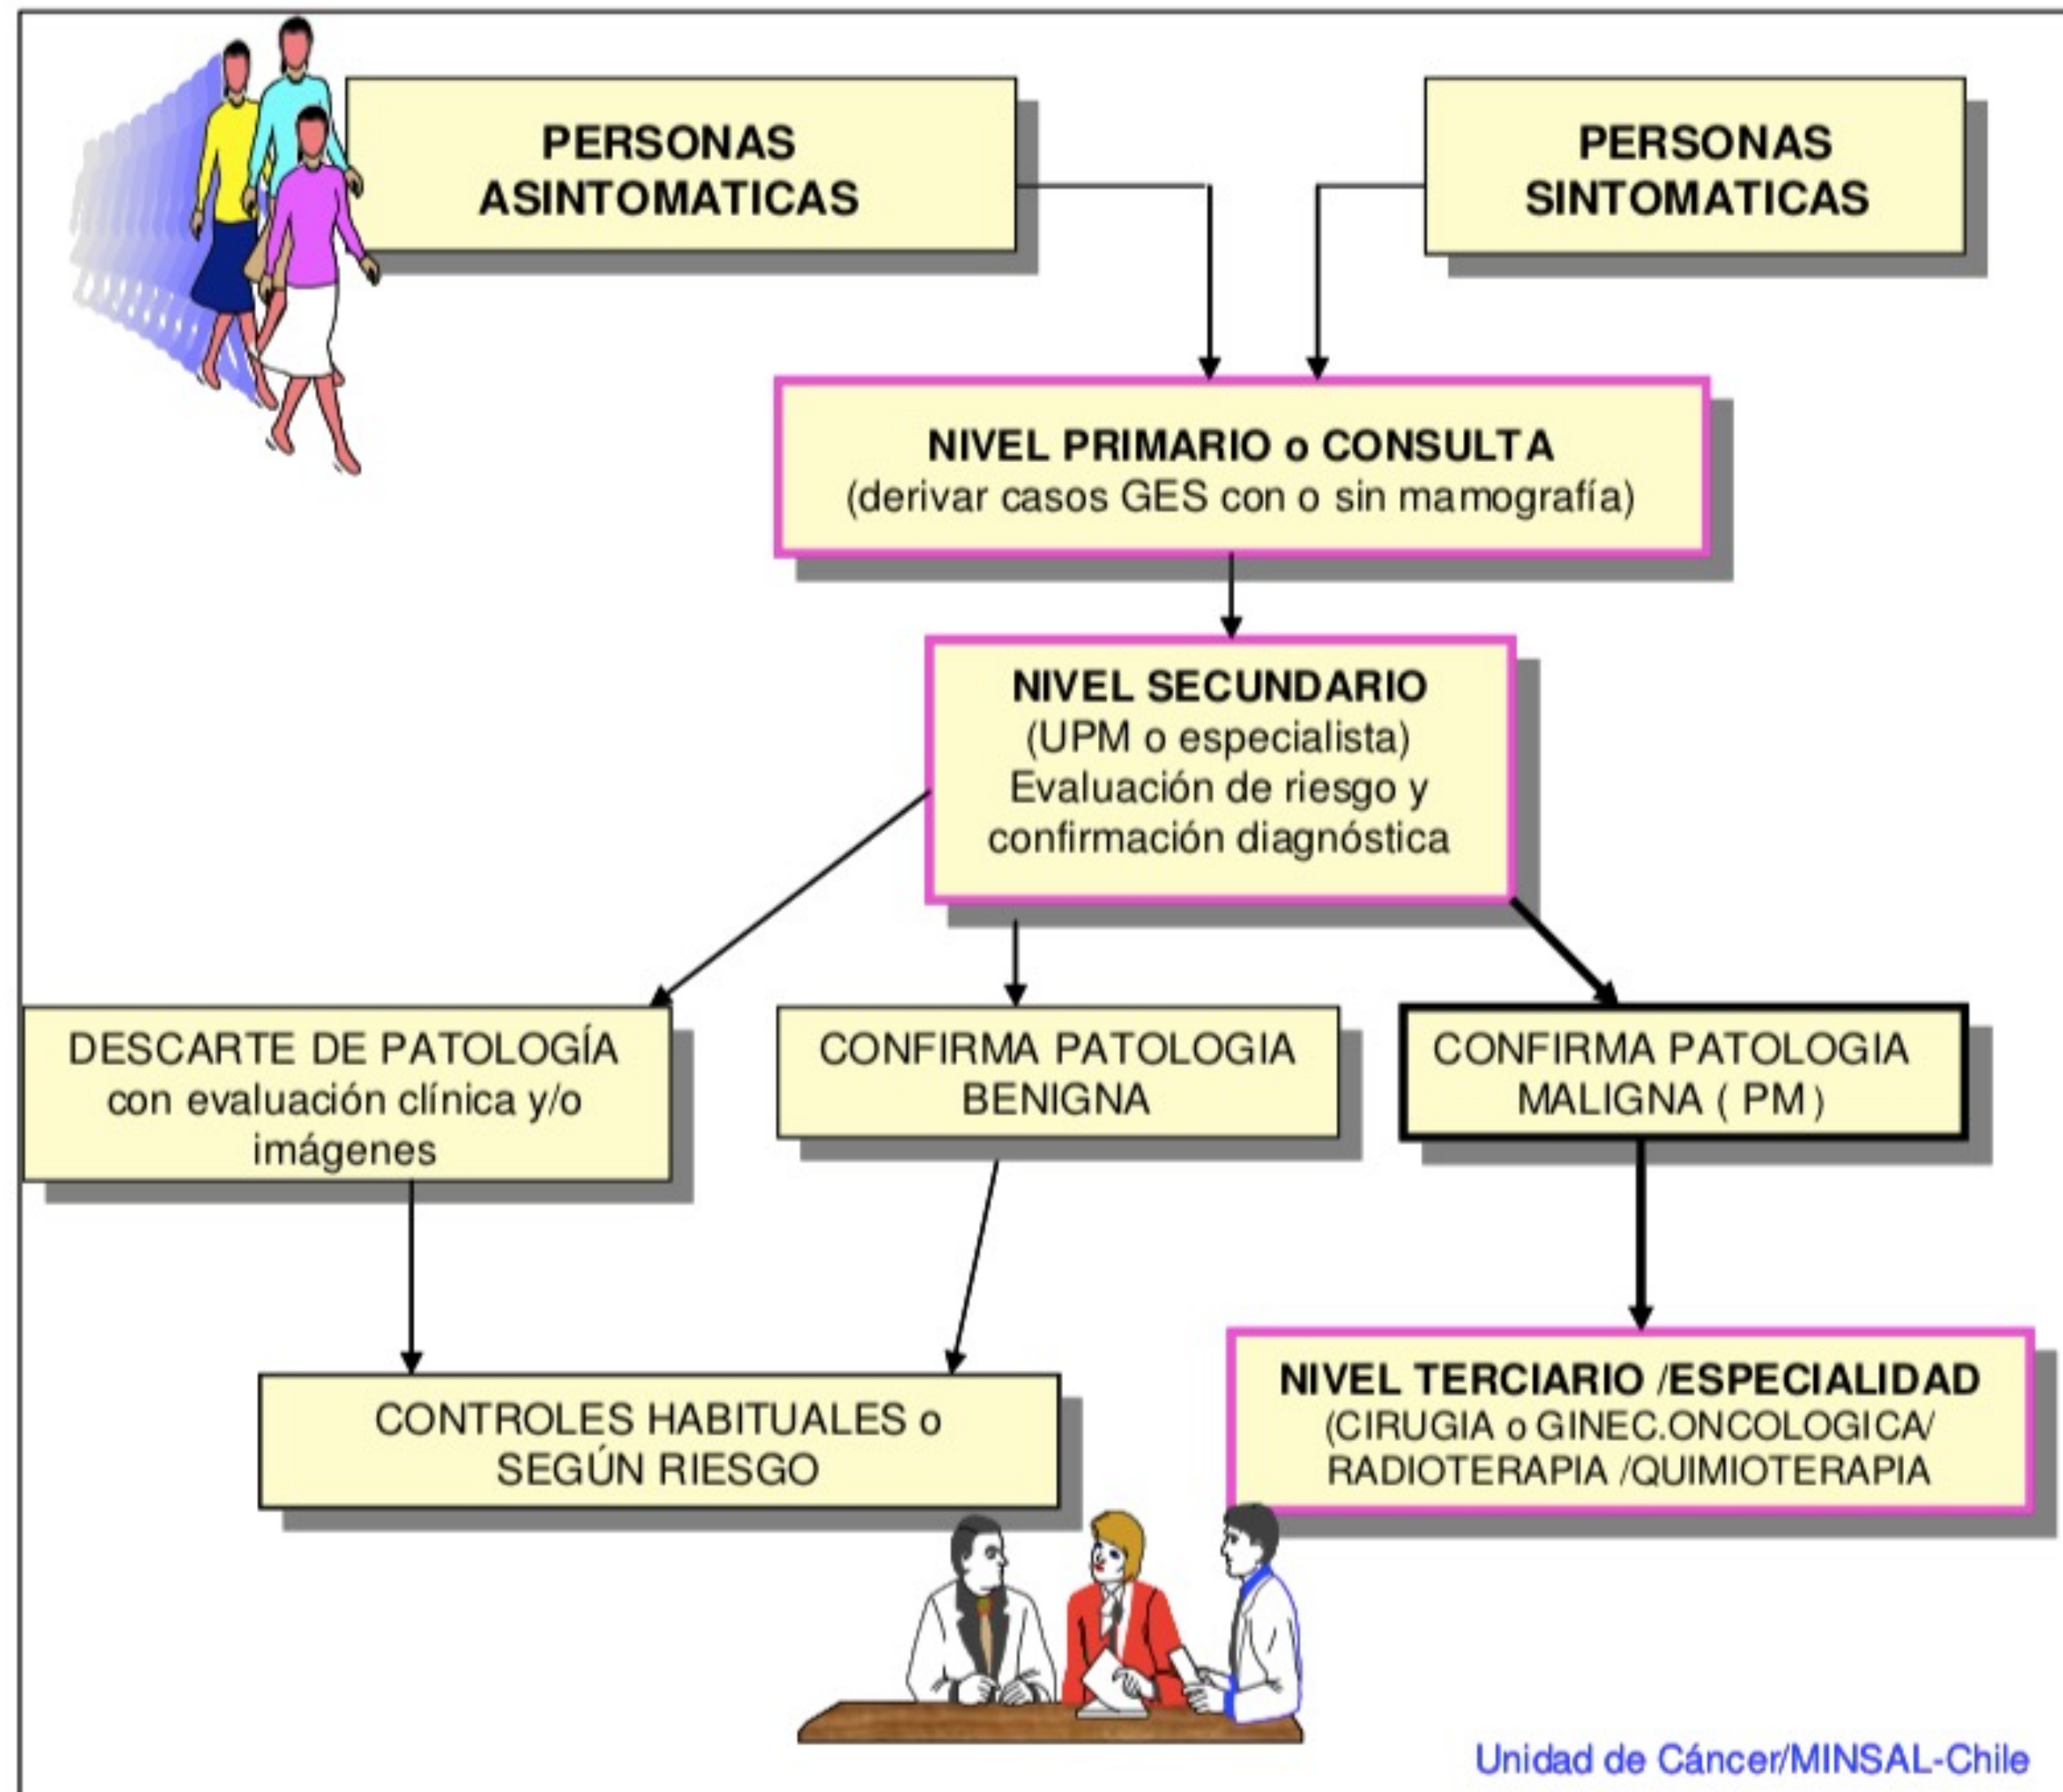 PERSONAS
ASINTOMATICAS
PERSONAS
SINTOMATICAS
NIVEL PRIMARIO o CONSULTA
(derivar casos GES con o sin mamografía)
NIVEL SECUNDARIO
(UPM o especialista)
Evaluación de riesgo y
confirmación diagnóstica
DESCARTE DE PATOLOGÍA
con evaluación clínica y/o
imágenes
CONFIRMA PATOLOGIA
BENIGNA
CONFIRMA PATOLOGIA
MALIGNA ( PM )
CONTROLES HABITUALES o
SEGÚN RIESGO
NIVEL TERCIARIO /ESPECIALIDAD
(CIRUGIA o GINEC.ONCOLOGICA/
RADIOTERAPIA /QUIMIOTERAPIA
Unidad de Cáncer/MINSAL-Chile